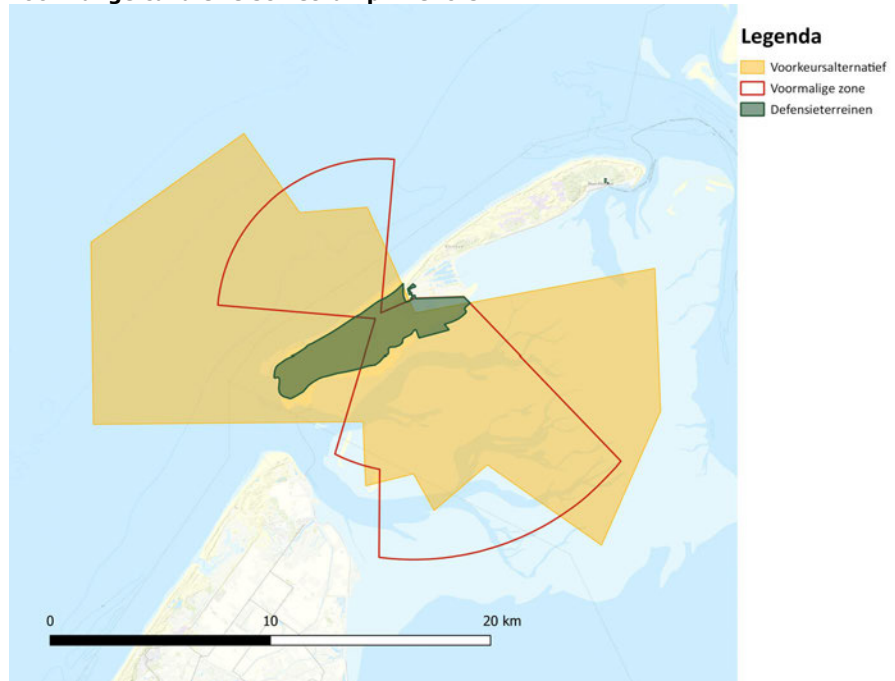 Legenda
Voorkeursalternatief
Voormalige zone
Defensieterreinen
0 10 20 km